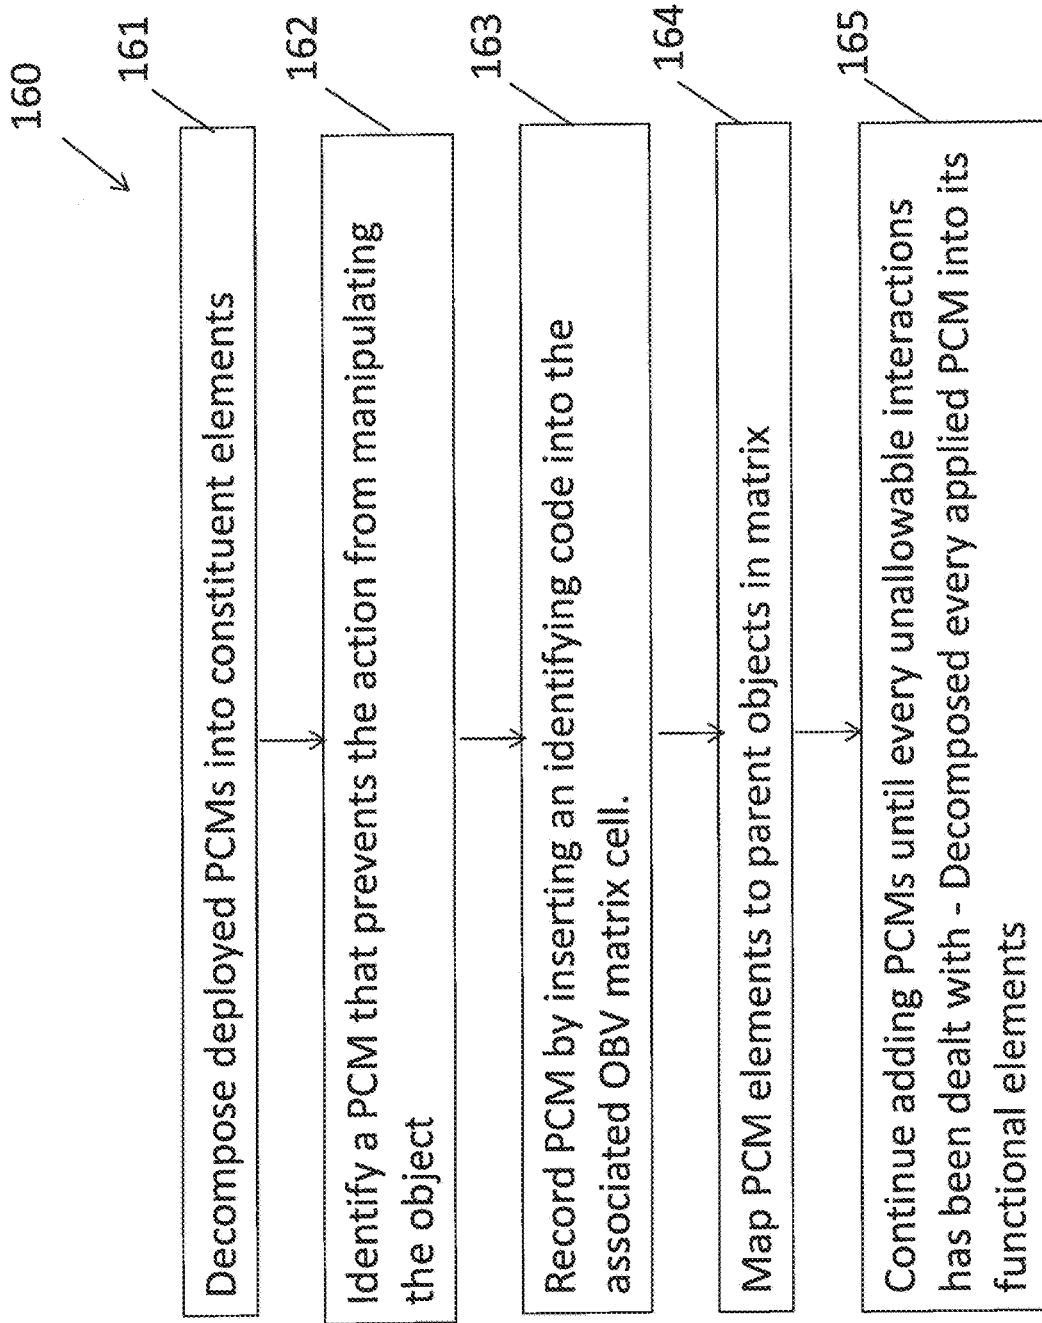 160
161
Decompose deployed PCMs into constituent elements
162
Identify a PCM that prevents the action from manipulating
the object
163
Record PCM by inserting an identifying code into the
associated OBV matrix cell.
164
Map PCM elements to parent objects in matrix
165
Continue adding PCMs until every unallowable interactions
has been dealt with - Decomposed every applied PCM into its
functional elements